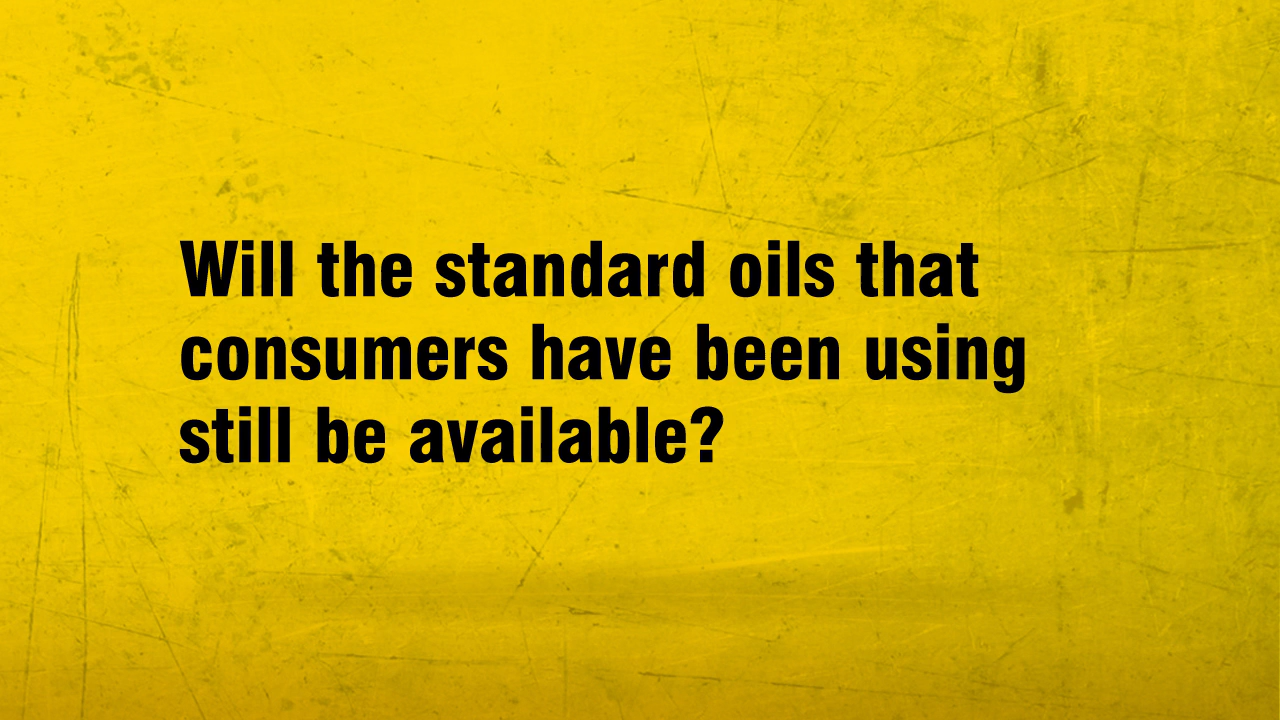 Will the standard oils that
consumers have been using
still be available?